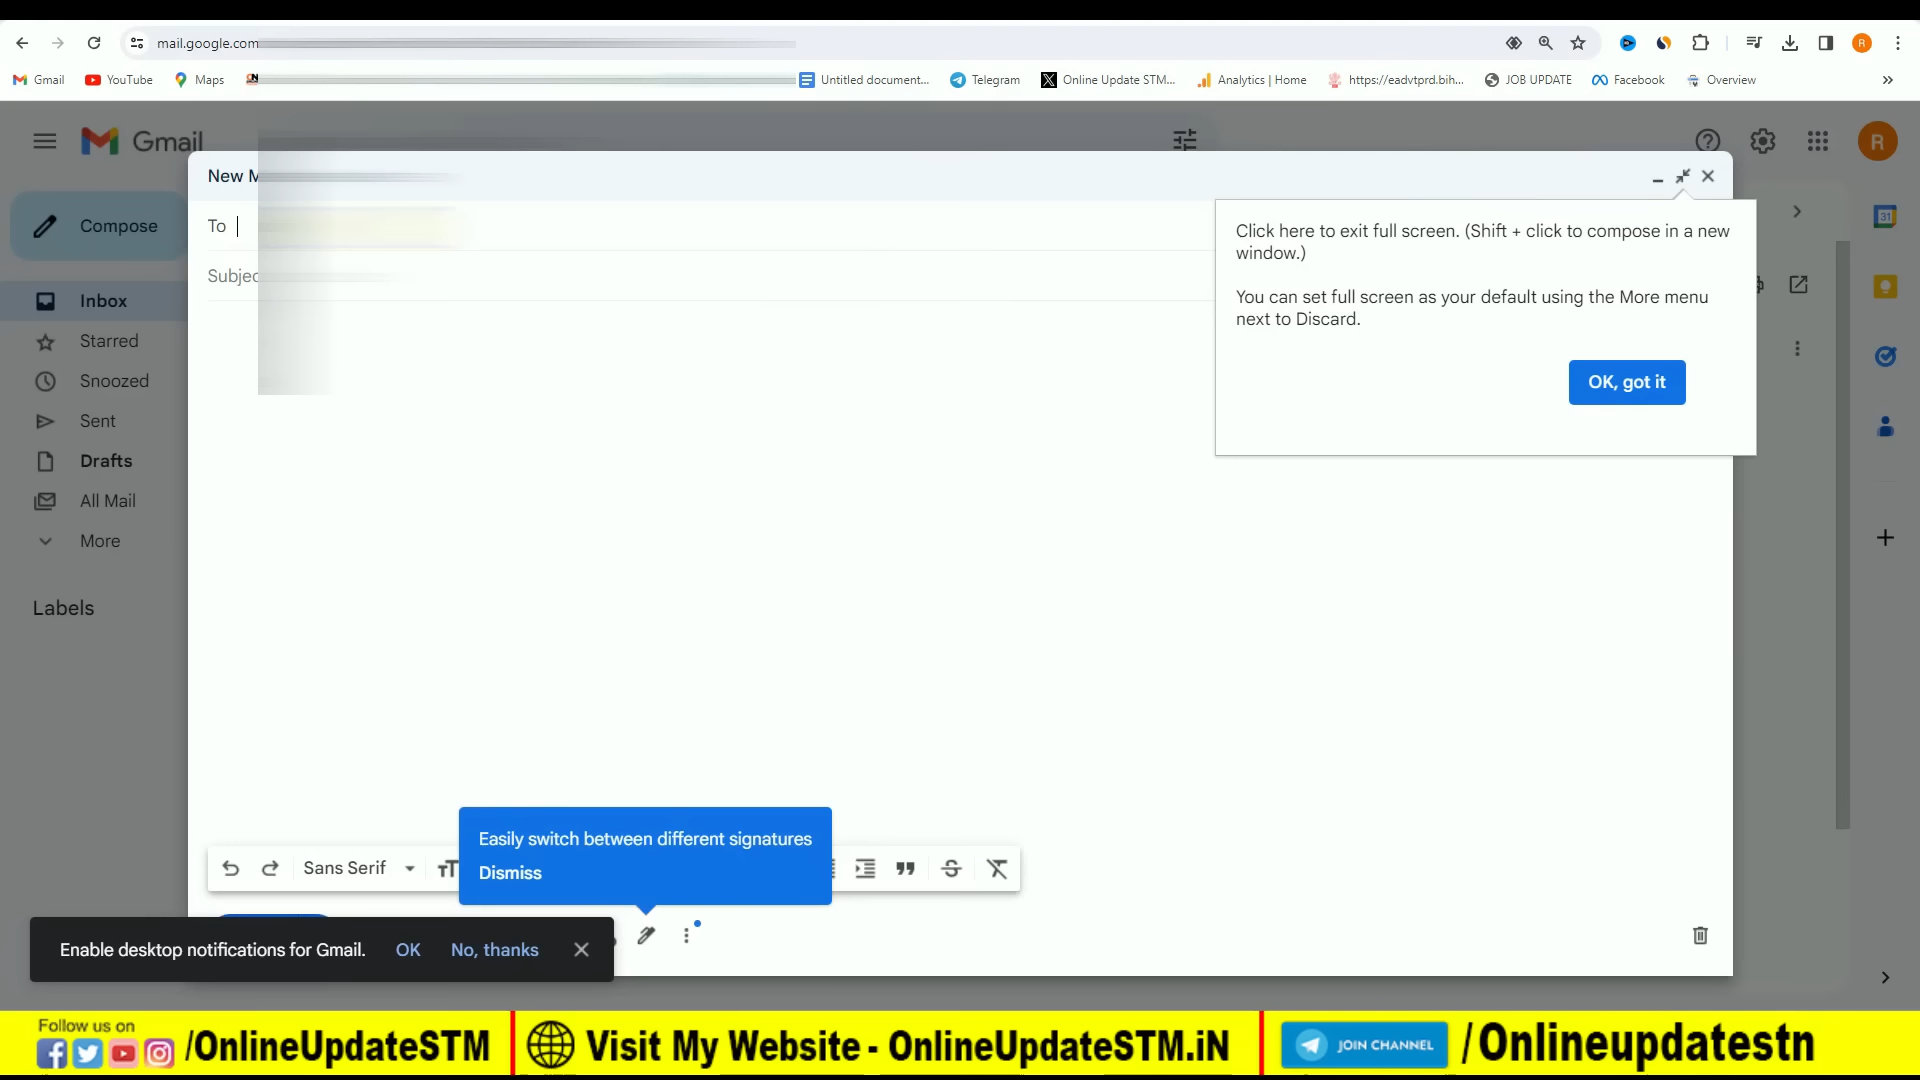 mail.google.com
Gmail
YouTube
Maps
Untitled document...
Telegram
Online Update STM...
Analytics | Home
https://eadvtprd.bih...
JOB UPDATE
Facebook
Overview
Gmail
R
R
New M
To
Subjec
Compose
Inbox
Starred
Snoozed
Sent
Drafts
All Mail
More
Labels
31
Click here to exit full screen. (Shift + click to compose in a new
window.)
You can set full screen as your default using the More menu
next to Discard.
OK, got it
Easily switch between different signatures
Dismiss
Sans Serif
Enable desktop notifications for Gmail.
OK
No, thanks
Follow us on
/OnlineUpdateSTM
Visit My Website - OnlineUpdateSTM.iN
JOIN CHANNEL
/Onlineupdatestn